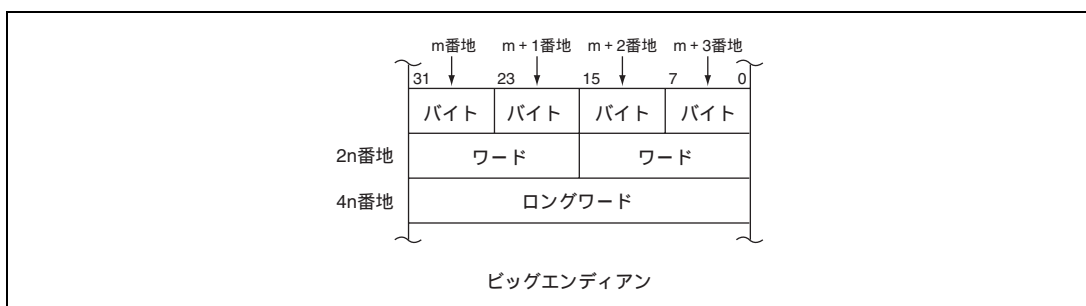 m番地 m + 1番地 m + 2番地 m + 3番地
31 23 15 7 0
バイト バイト バイト バイト
2n番地 ワード ワード
4n番地 ロングワード
ビッグエンディアン